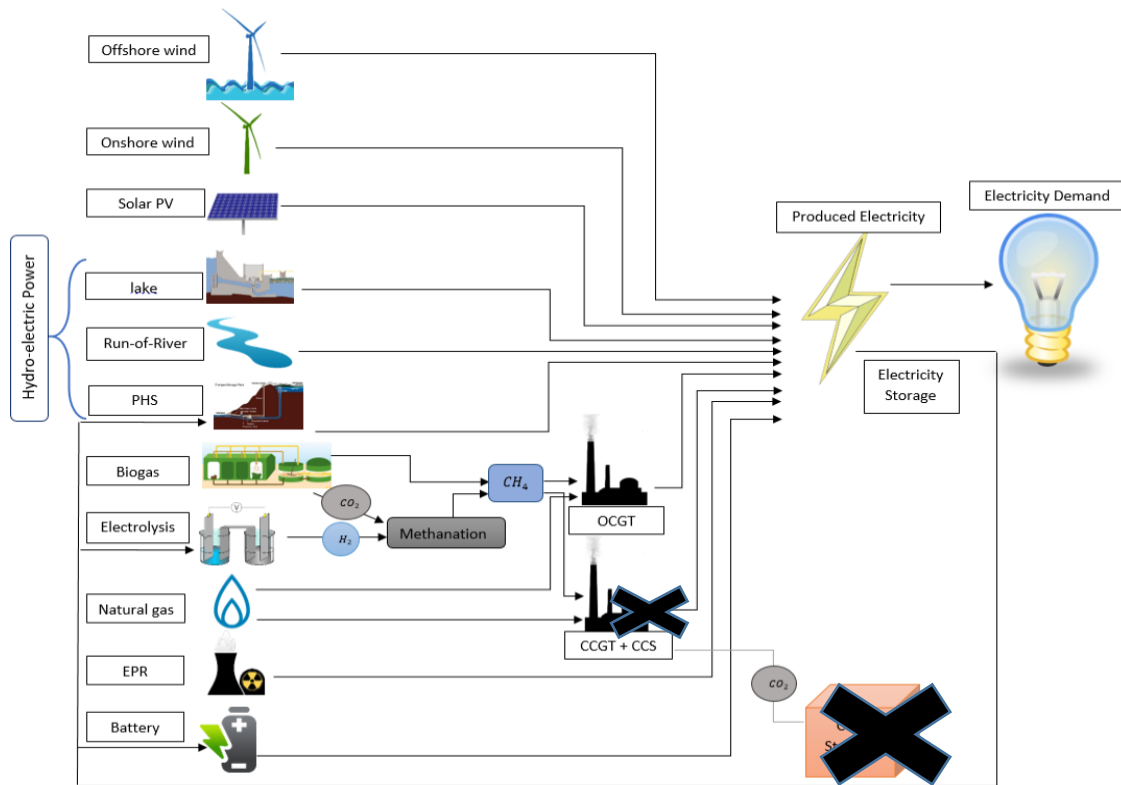 Offshore wind
Onshore wind
Solar PV
Hydro-electric Power
lake
Run-of-River
PHS
Biogas
Electrolysis
Natural gas
EPR
Battery
V
CO₂
H₂
Methanation
CH₄
OCGT
CCGT + CCS
CO₂
Produced Electricity
Electricity
Storage
Electricity Demand